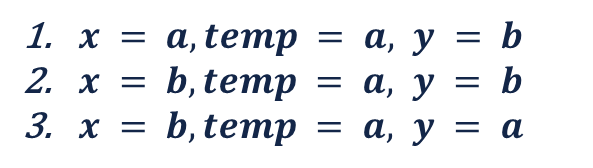 1. x = a, temp = a, y = b
2. x = b, temp = a, y = b
3. x = b, temp = a, y = a